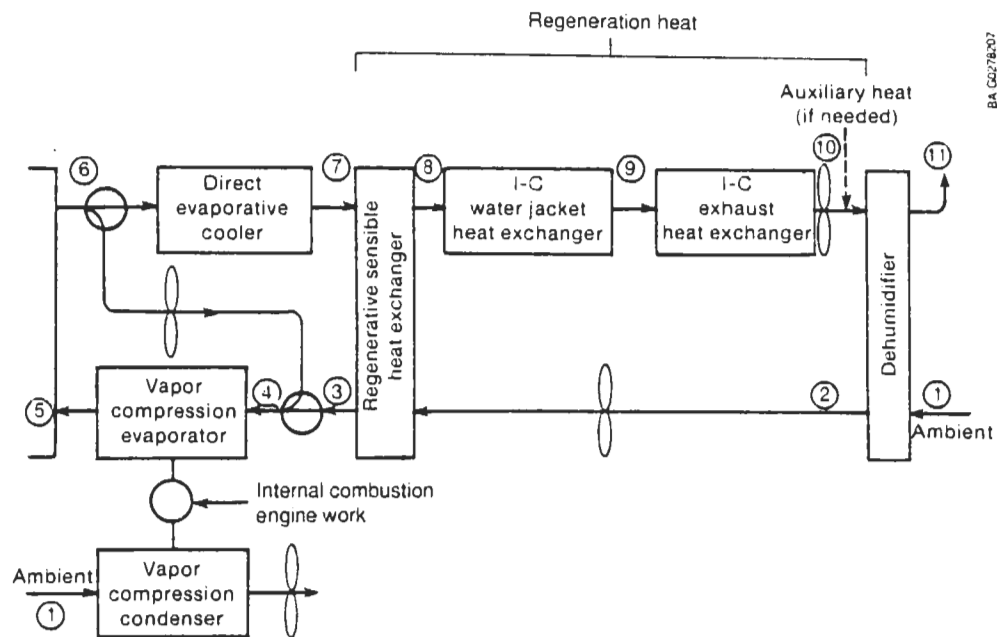 Regeneration heat
BA G0278207
Auxiliary heat
(if needed)
6
7
8
9
10
11
Direct
evaporative
cooler
Regenerative sensible
heat exchanger
I-C
water jacket
heat exchanger
I-C
exhaust
heat exchanger
Dehumidifier
5
Vapor
compression
evaporator
4
3
2
1
Ambient
Internal combustion
engine work
Ambient
1
Vapor
compression
condenser